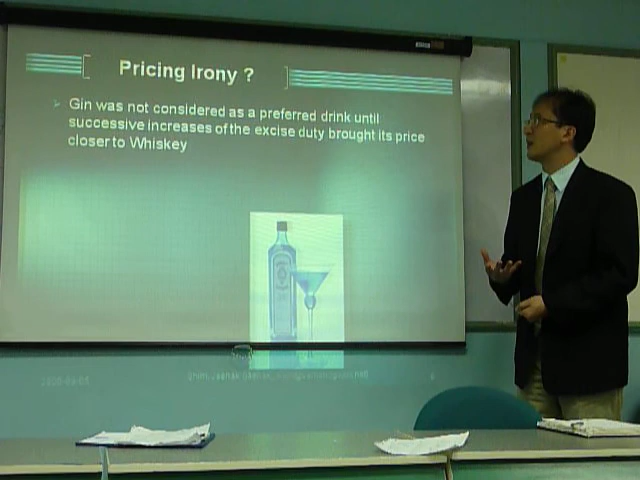 Pricing Irony ?
Gin was not considered as a preferred drink until
successive increases of the excise duty brought its price
closer to Whiskey